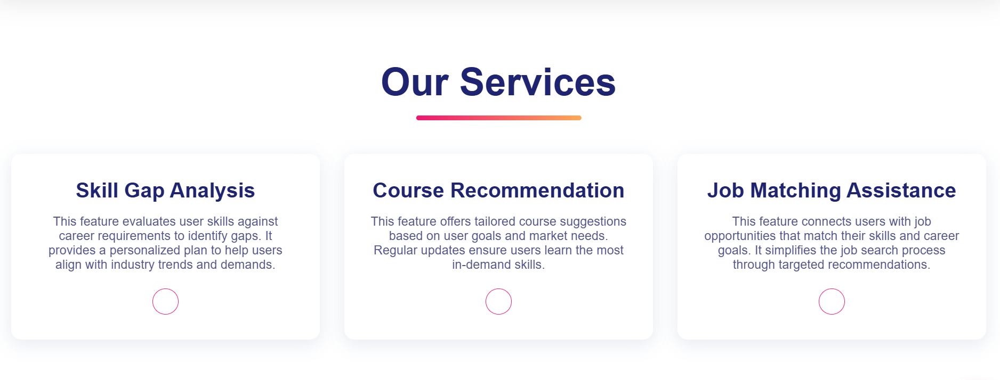 Our Services
Skill Gap Analysis
This feature evaluates user skills against
career requirements to identify gaps. It
provides a personalized plan to help users
align with industry trends and demands.
Course Recommendation
This feature offers tailored course suggestions
based on user goals and market needs.
Regular updates ensure users learn the most
in-demand skills.
Job Matching Assistance
This feature connects users with job
opportunities that match their skills and career
goals. It simplifies the job search process
through targeted recommendations.